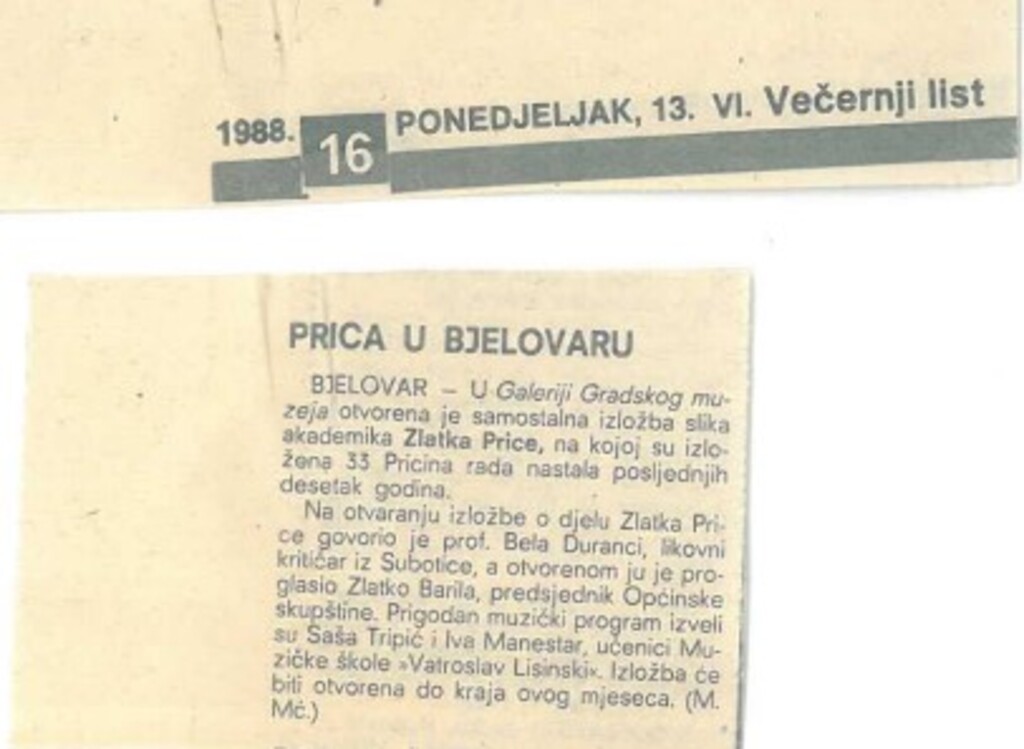 1988. 16 PONEDJELJAK, 13. VI. Večernji list
PRICA U BJELOVARU
BJELOVAR – U Galeriji Gradskog mu-
zeja otvorena je samostalna izložba slika
akademika Zlatka Price, na kojoj su izlo-
žena 33 Pricina rada nastala posljednjih
desetak godina.
Na otvaranju izložbe o djelu Zlatka Pri-
ce govorio je prof. Bela Duranci, likovni
kritičar iz Subotice, a otvorenom ju je pro-
glasio Zlatko Barila, predsjednik Općinske
skupštine. Prigodan muzički program izveli
su Saša Tripić i Iva Manestar, učenici Mu-
zičke škole »Vatroslav Lisinski«. Izložba će
biti otvorena do kraja ovog mjeseca. (M.
Mć.)